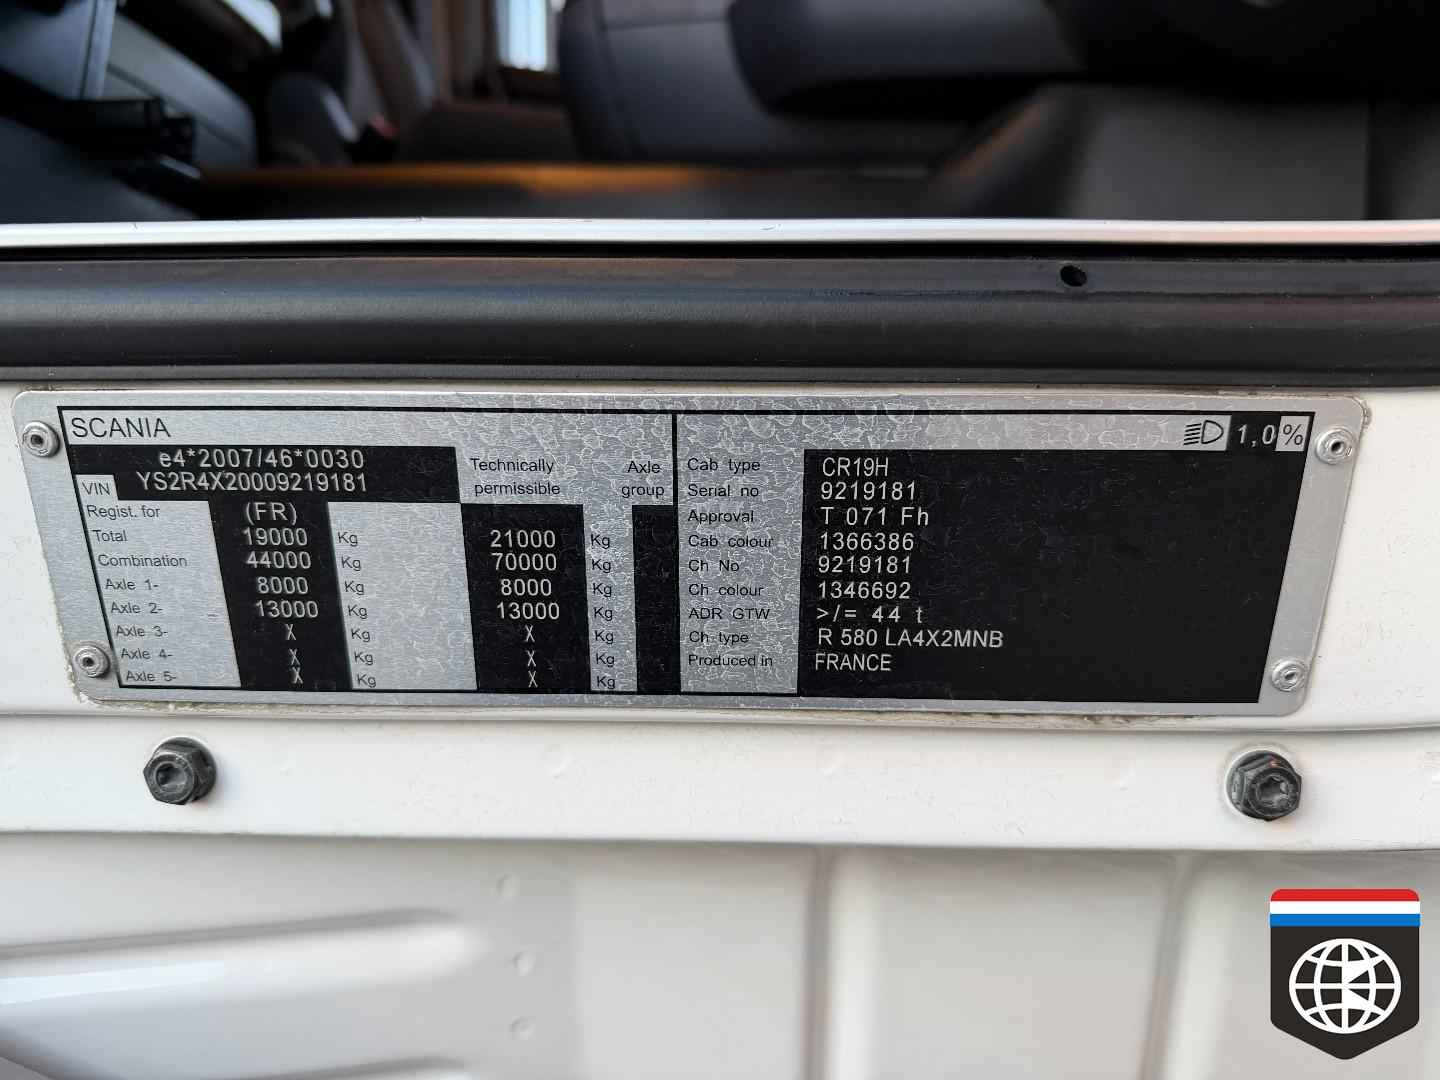 SCANIA
e4*2007/46*0030
VIN YS2R4X20009219181
Technically permissible Axle group
Regist. for (FR)
Total 19000 Kg 21000 Kg
Combination 44000 Kg 70000 Kg
Axle 1- 8000 Kg 8000 Kg
Axle 2- _ 13000 Kg 13000 Kg
Axle 3- X Kg X Kg
Axle 4- X Kg X Kg
Axle 5- X Kg X Kg
1,0 %
Cab type CR19H
Serial no 9219181
Approval T 071 Fh
Cab colour 1366386
Ch No 9219181
Ch colour 1346692
ADR GTW >/= 44 t
Ch type R 580 LA4X2MNB
Produced in FRANCE